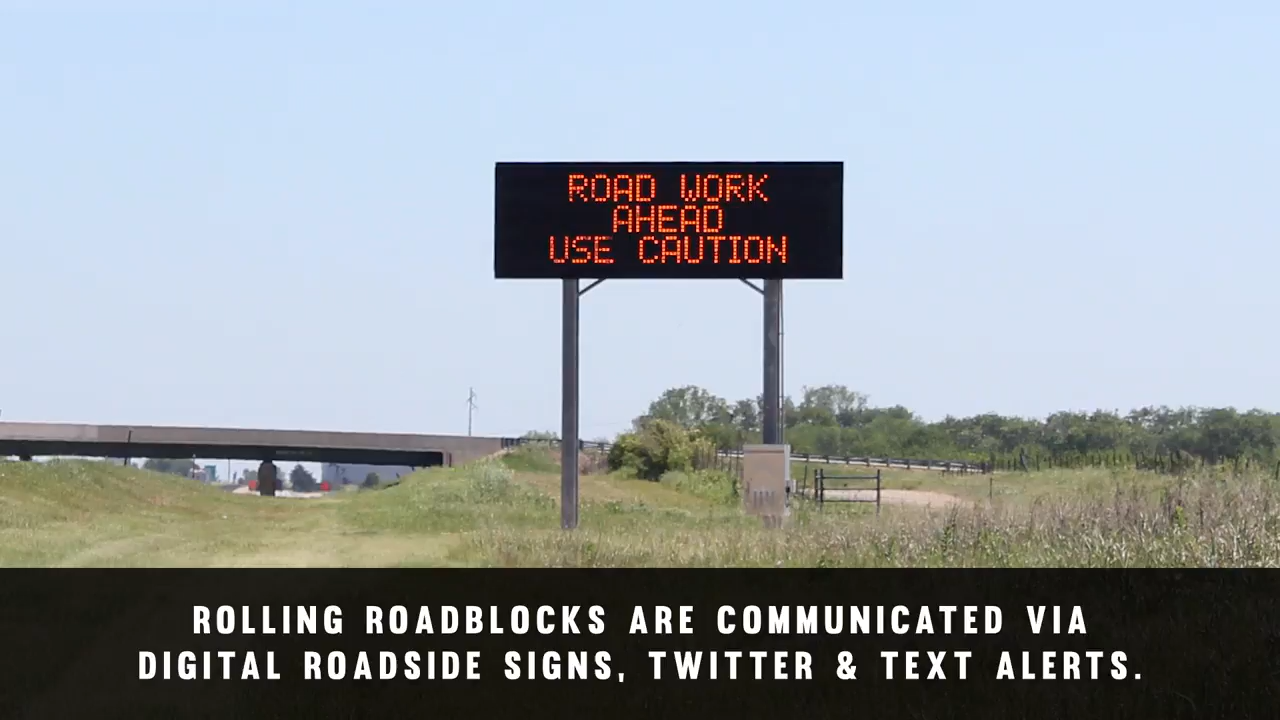 ROAD WORK
AHEAD
USE CAUTION
ROLLING ROADBLOCKS ARE COMMUNICATED VIA
DIGITAL ROADSIDE SIGNS, TWITTER & TEXT ALERTS.